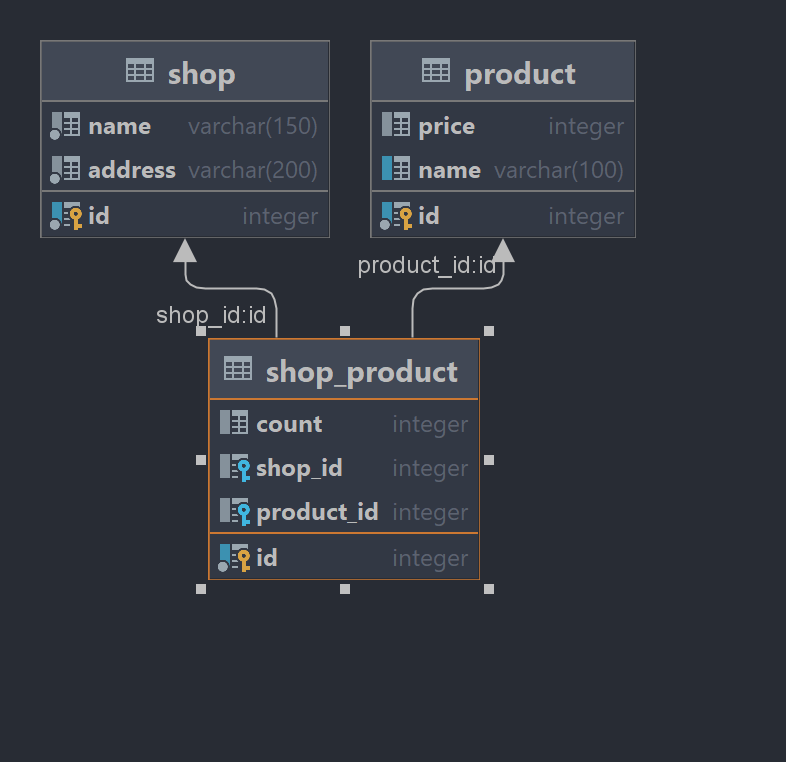 shop
name varchar(150)
address varchar(200)
id integer
product
price integer
name varchar(100)
id integer
product_id:id
shop_id:id
shop_product
count integer
shop_id integer
product_id integer
id integer